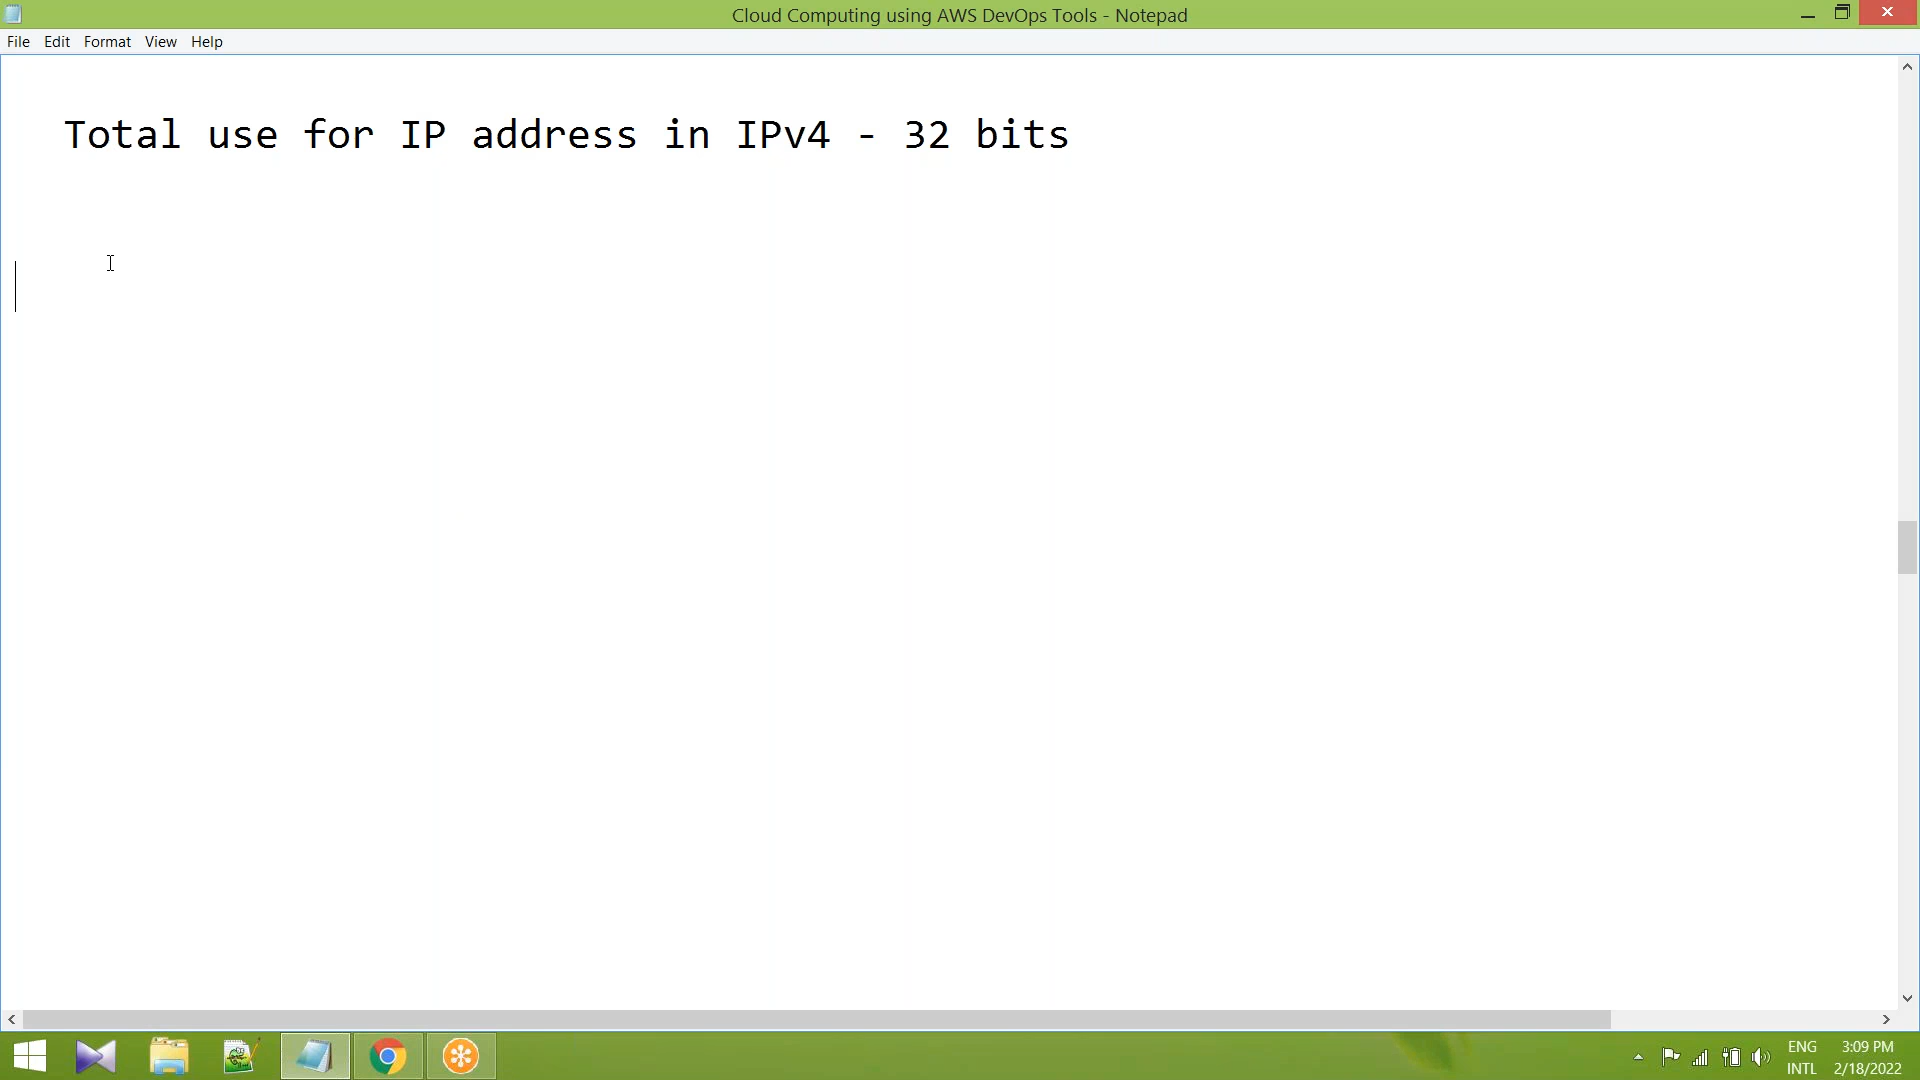 Cloud Computing using AWS DevOps Tools - Notepad
File Edit Format View Help
Total use for IP address in IPv4 - 32 bits
ENG 3:09 PM
INTL 2/18/2022